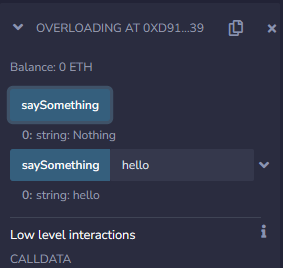 OVERLOADING AT 0XD91...39
Balance: 0 ETH
saySomething
0: string: Nothing
saySomething hello
0: string: hello
Low level interactions
CALLDATA